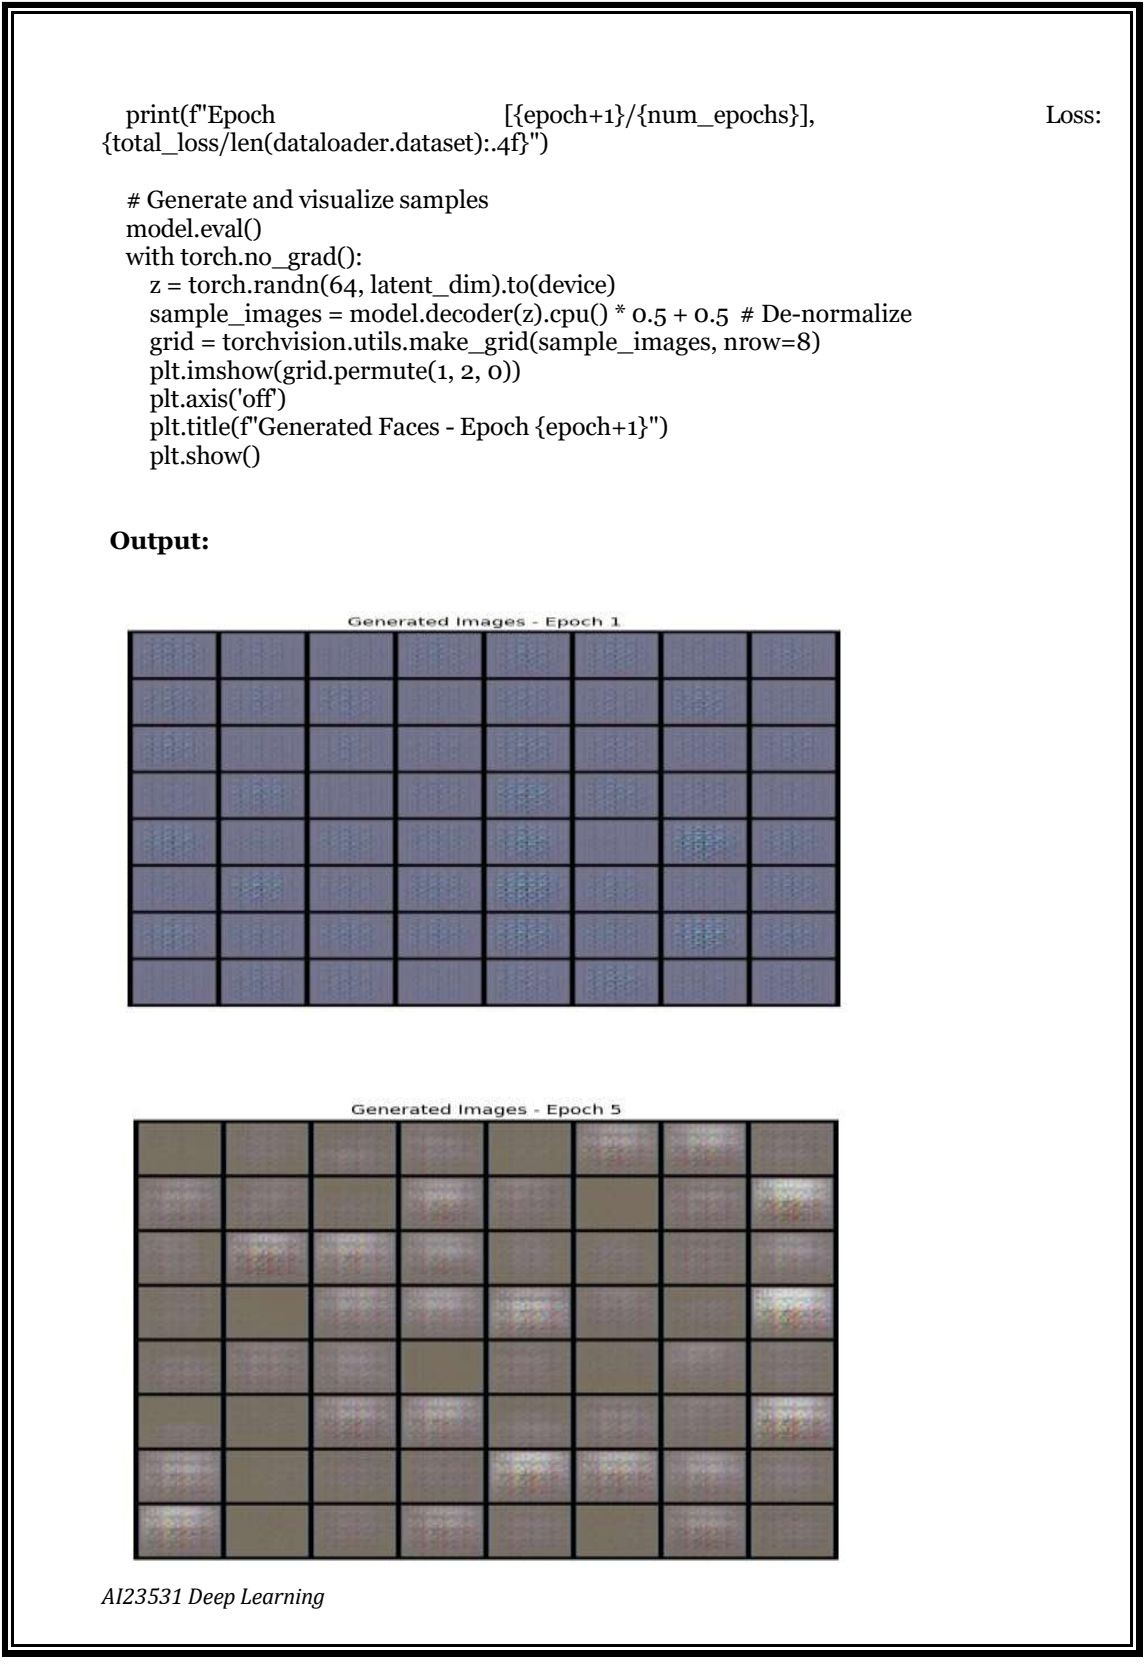 print(f"Epoch [{epoch+1}/{num_epochs}], Loss:
{total_loss/len(dataloader.dataset):.4f}")
# Generate and visualize samples
model.eval()
with torch.no_grad():
z = torch.randn(64, latent_dim).to(device)
sample_images = model.decoder(z).cpu() * 0.5 + 0.5 # De-normalize
grid = torchvision.utils.make_grid(sample_images, nrow=8)
plt.imshow(grid.permute(1, 2, 0))
plt.axis('off')
plt.title(f"Generated Faces - Epoch {epoch+1}")
plt.show()
Output:
Generated Images - Epoch 1
Generated Images - Epoch 5
AI23531 Deep Learning